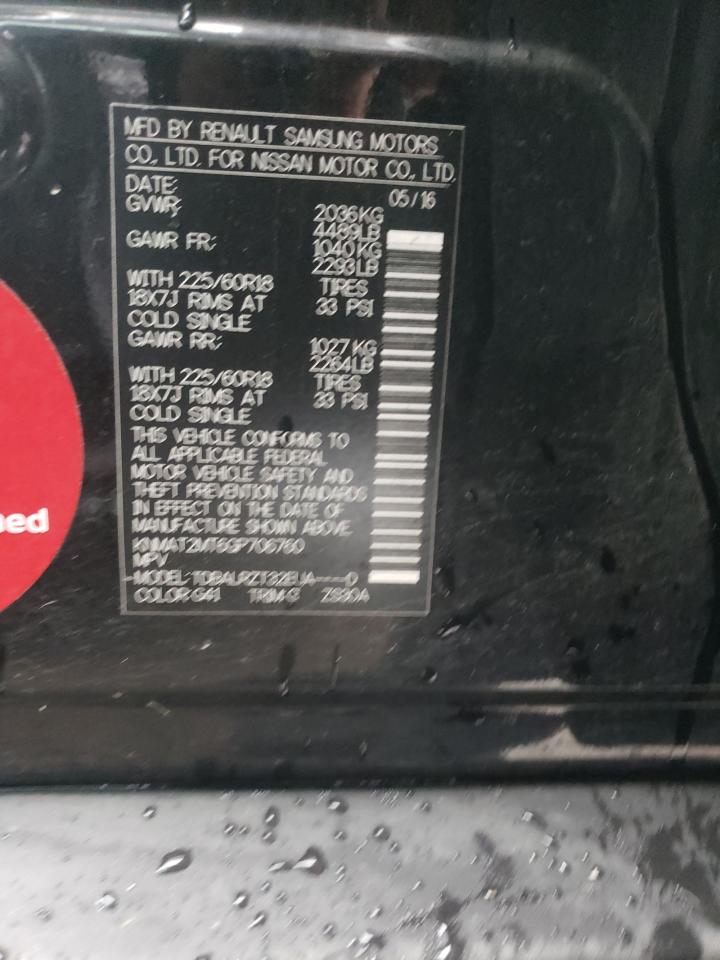 MFD BY RENAULT SAMSUNG MOTORS
CO., LTD. FOR NISSAN MOTOR CO., LTD.
DATE: 05/16
GVWR: 2036KG
4489LB
GAWR FR: 1040KG
2293LB
WITH 225/60R18 TIRES
18X7J RIMS AT 33 PSI
COLD SINGLE
GAWR RR: 1027KG
2264LB
WITH 225/60R18 TIRES
18X7J RIMS AT 33 PSI
COLD SINGLE
THIS VEHICLE CONFORMS TO
ALL APPLICABLE FEDERAL
MOTOR VEHICLE SAFETY AND
THEFT PREVENTION STANDARDS
IN EFFECT ON THE DATE OF
MANUFACTURE SHOWN ABOVE.
KNMAT2MT6GP706760
MPV
MODEL:
COLOR:G41 TRIM:G